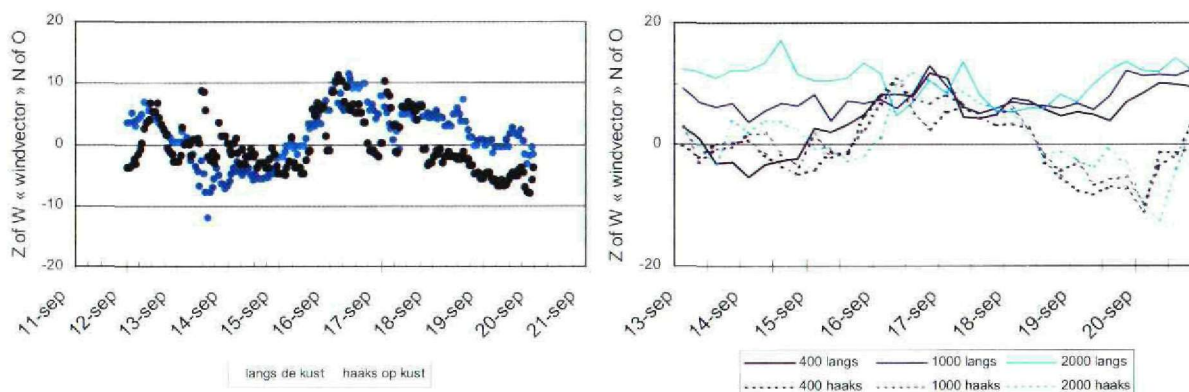 Z of W « windvector » N of O
20
10
0
-10
-20
11-sep
12-sep
13-sep
14-sep
15-sep
16-sep
17-sep
18-sep
19-sep
20-sep
21-sep
langs de kust haaks op kust
Z of W « windvector » N of O
20
0
-20
13-sep
14-sep
15-sep
16-sep
17-sep
18-sep
19-sep
20-sep
400 langs 1000 langs 2000 langs
400 haaks 1000 haaks 2000 haaks